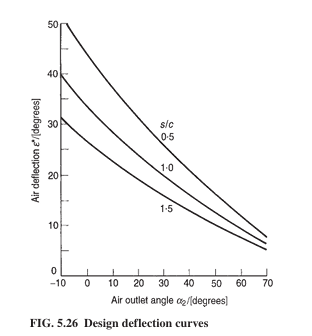 50
40
30
20
10
0
Air deflection ε*/[degrees]
s/c
0·5
1·0
1·5
-10 0 10 20 30 40 50 60 70
Air outlet angle α2/[degrees]
FIG. 5.26 Design deflection curves